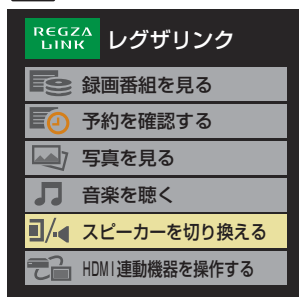 REGZA
LINK
レグザリンク
録画番組を見る
予約を確認する
写真を見る
音楽を聴く
スピーカーを切り換える
HDMI連動機器を操作する